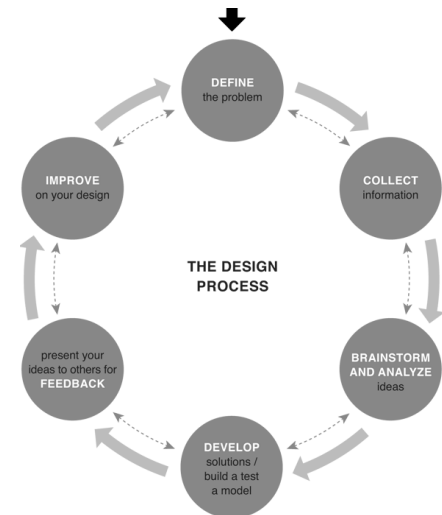 DEFINE
the problem
COLLECT
information
BRAINSTORM
AND ANALYZE
ideas
DEVELOP
solutions /
build a test
a model
present your
ideas to others for
FEEDBACK
IMPROVE
on your design
THE DESIGN
PROCESS